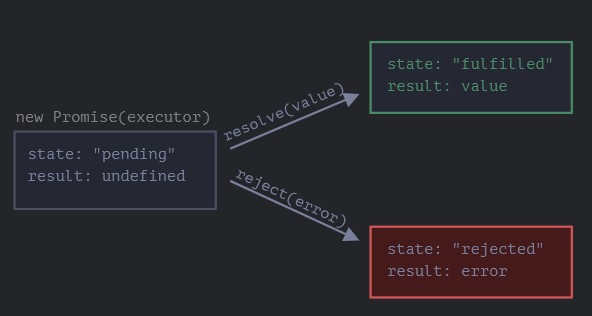 new Promise(executor)
state: "pending"
result: undefined
resolve(value)
reject(error)
state: "fulfilled"
result: value
state: "rejected"
result: error